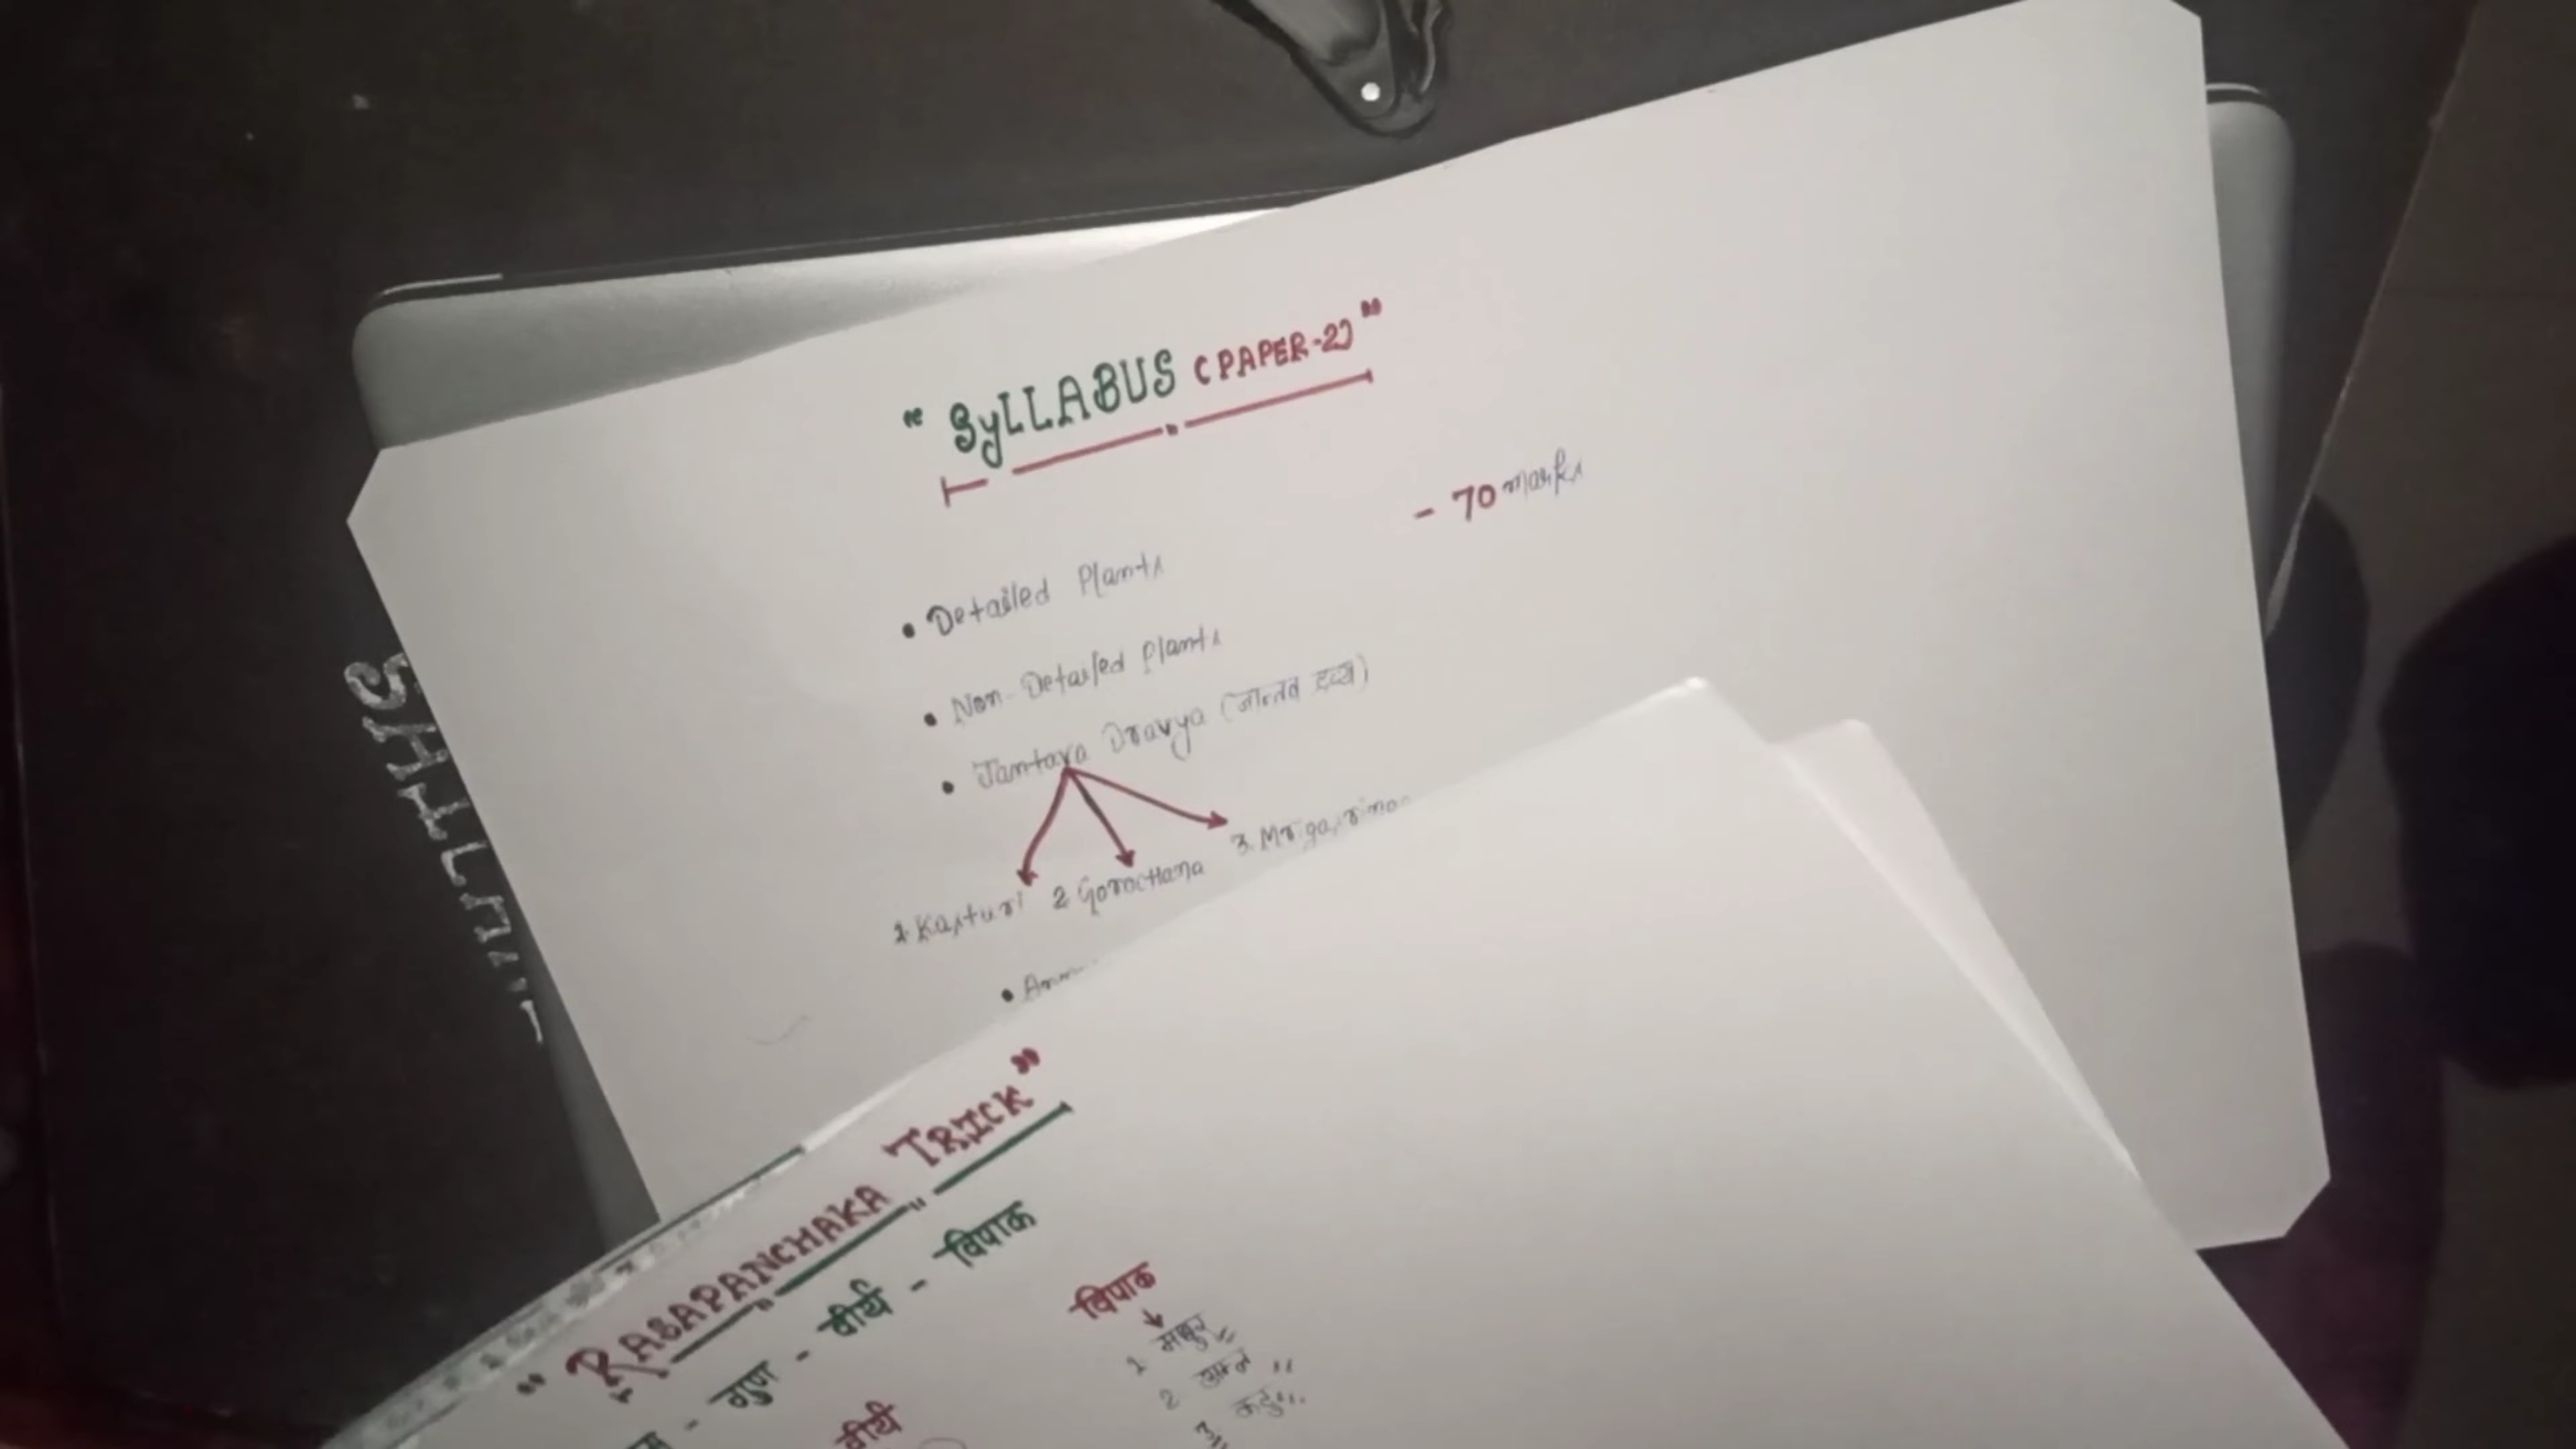 " SyLLABUS (PAPER-2) "
- 70 marks
• Detailed Plants
• Non-Detailed Plants
• Jantava Dravya (जान्तव द्रव्य)
1. Kasturi 2. Gorochana 3.
" RASAPANCHAKA TRICK "
- गुण - वीर्य - विपाक
वीर्य विपाक
1 मधुर
2 अम्ल "
3 कटु "